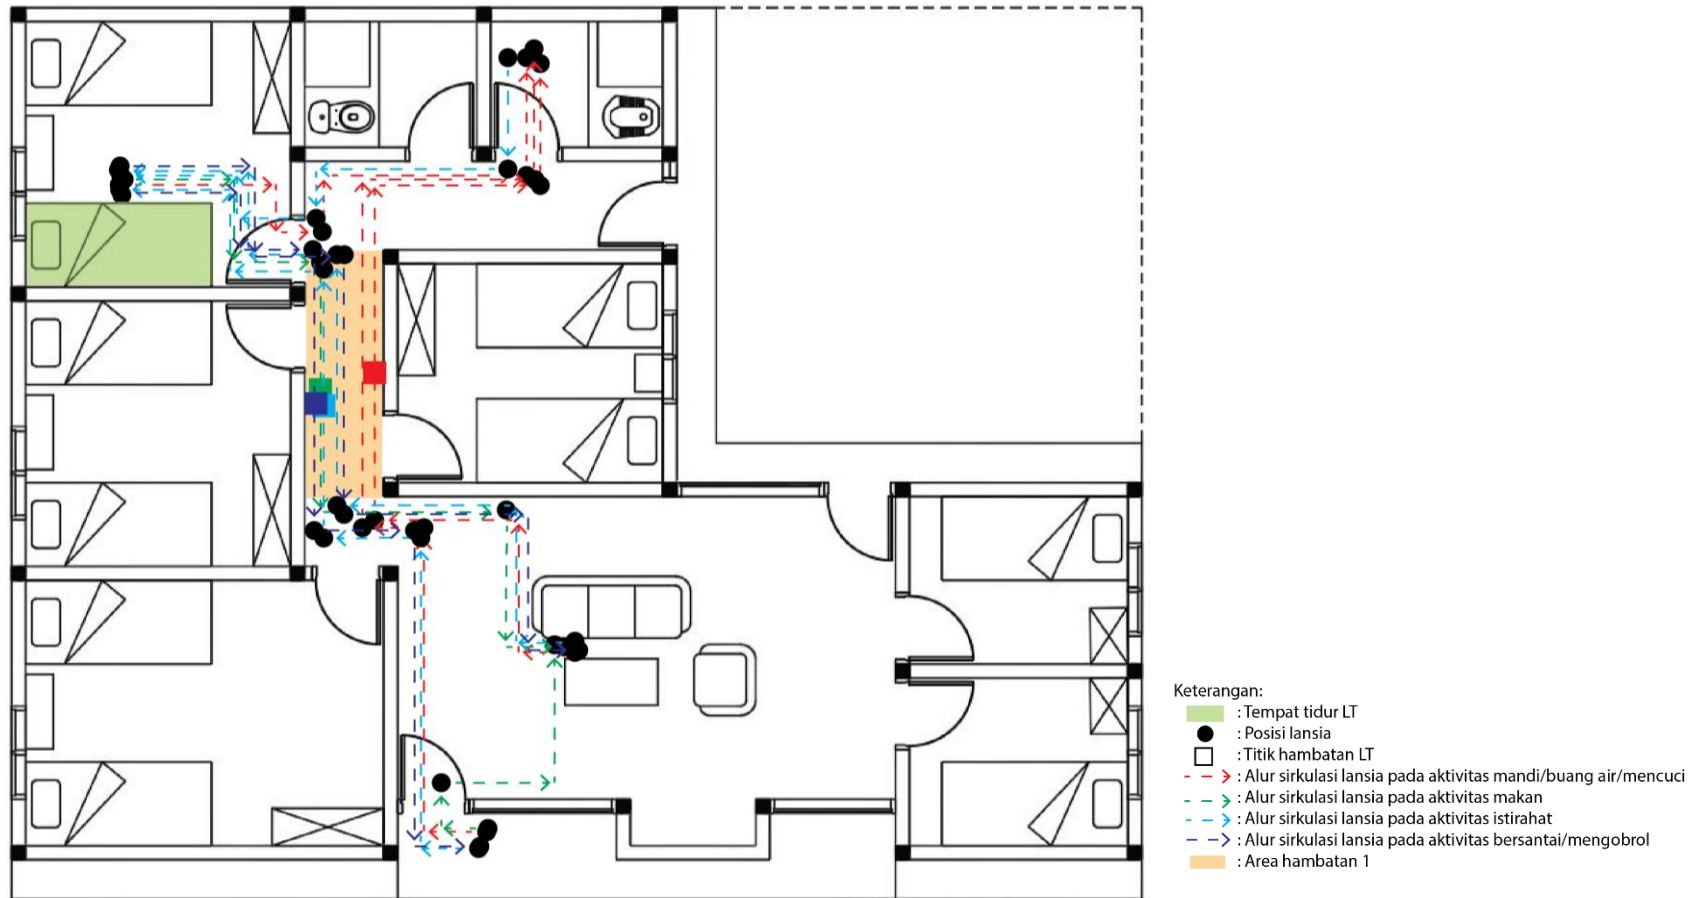 Keterangan:
: Tempat tidur LT
: Posisi lansia
: Titik hambatan LT
: Alur sirkulasi lansia pada aktivitas mandi/buang air/mencuci
: Alur sirkulasi lansia pada aktivitas makan
: Alur sirkulasi lansia pada aktivitas istirahat
: Alur sirkulasi lansia pada aktivitas bersantai/mengobrol
: Area hambatan 1